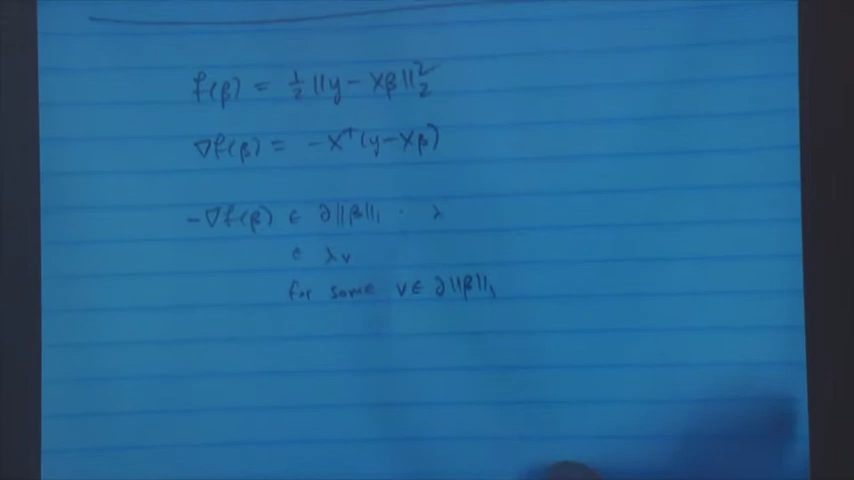 f(β) = ½ ||y - Xβ||₂²
∇f(β) = -Xᵀ(y-Xβ)
-∇f(β) ∈ ∂||β||₁ · λ
∈ λv
for some v ∈ ∂||β||₁